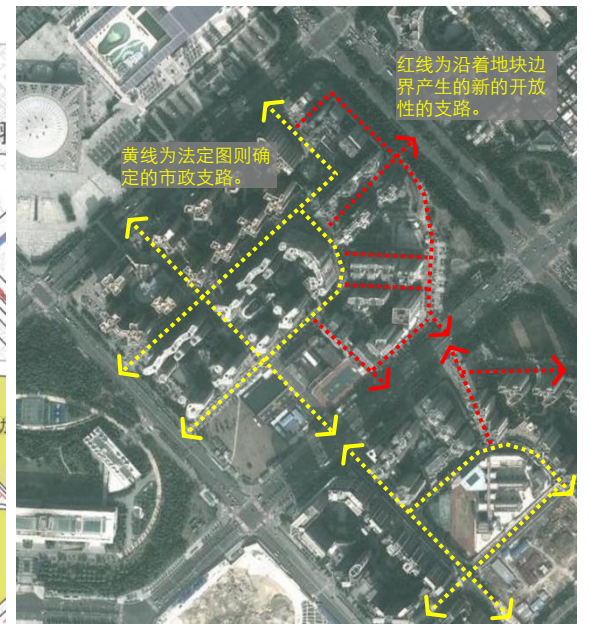 红线为沿着地块边
界产生的新的开放
性的支路。
黄线为法定图则确
定的市政支路。